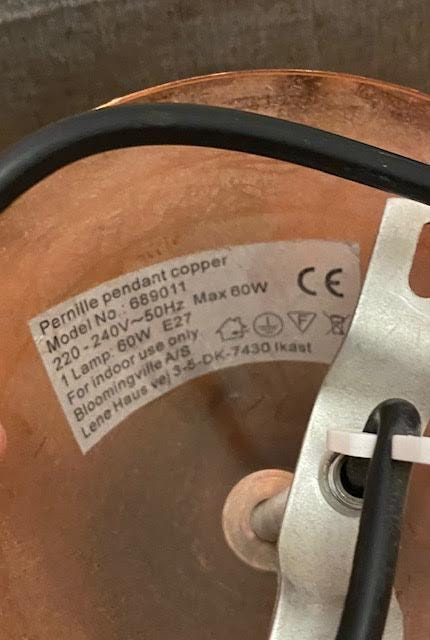 Pernille pendant copper
Model No.: 689011
220 - 240V~50Hz Max 60W
1 Lamp: 60W E27
For indoor use only.
Bloomingville A/S
Lene Haus vej 3-5-DK-7430 Ikast
CE
F